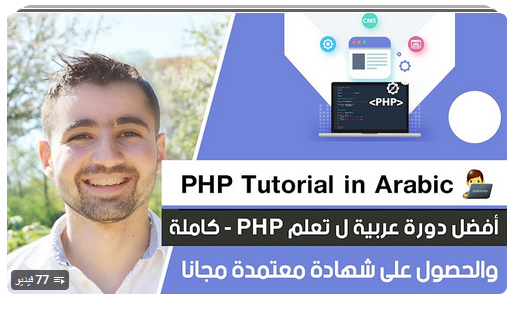 CMS
<PHP>
PHP Tutorial in Arabic
أفضل دورة عربية ل تعلم PHP - كاملة
والحصول على شهادة معتمدة مجانا
77 فيديو